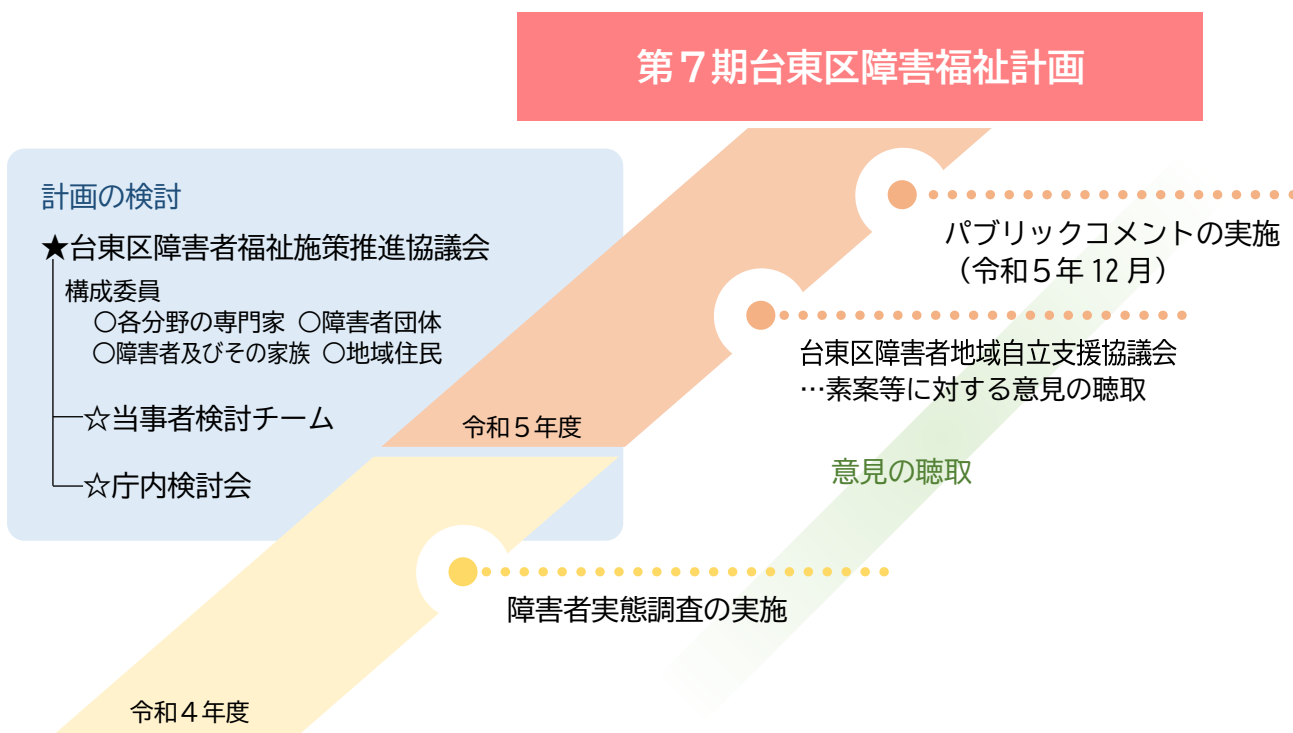 第７期台東区障害福祉計画
計画の検討
★台東区障害者福祉施策推進協議会
構成委員
〇各分野の専門家 〇障害者団体
〇障害者及びその家族 〇地域住民
☆当事者検討チーム
☆庁内検討会
パブリックコメントの実施
（令和５年 12 月）
台東区障害者地域自立支援協議会
…素案等に対する意見の聴取
令和５年度
意見の聴取
障害者実態調査の実施
令和４年度